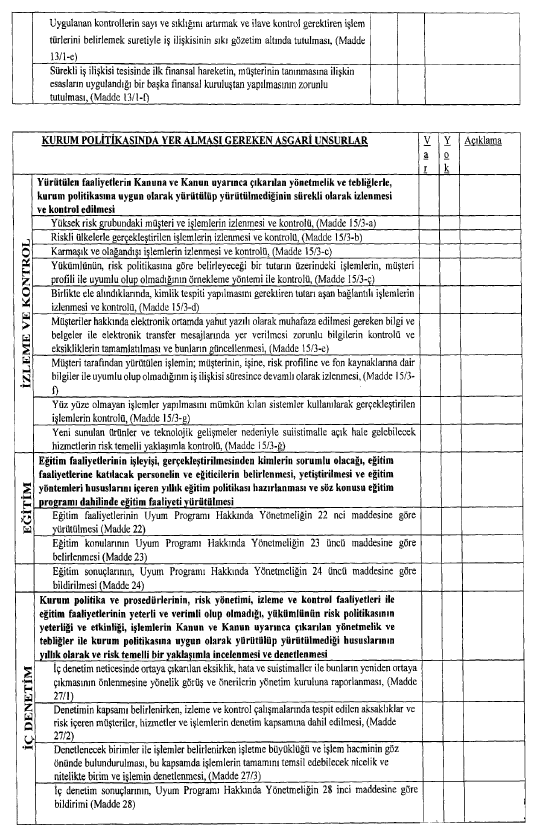 Uygulanan kontrollerin sayı ve sıklığını artırmak ve ilave kontrol gerektiren işlem
türlerini belirlemek suretiyle iş ilişkisinin sıkı gözetim altında tutulması, (Madde
13/1-e)
Sürekli iş ilişkisi tesisinde ilk finansal hareketin, müşterinin tanınmasına ilişkin
esasların uygulandığı bir başka finansal kuruluştan yapılmasının zorunlu
tutulması, (Madde 13/1-f)
KURUM POLİTİKASINDA YER ALMASI GEREKEN ASGARİ UNSURLAR
Var
Yok
Açıklama
İZLEME VE KONTROL
Yürütülen faaliyetlerin Kanuna ve Kanun uyarınca çıkarılan yönetmelik ve tebliğlerle,
kurum politikasına uygun olarak yürütülüp yürütülmediğinin sürekli olarak izlenmesi
ve kontrol edilmesi
Yüksek risk grubundaki müşteri ve işlemlerin izlenmesi ve kontrolü, (Madde 15/3-a)
Riskli ülkelerle gerçekleştirilen işlemlerin izlenmesi ve kontrolü, (Madde 15/3-b)
Karmaşık ve olağandışı işlemlerin izlenmesi ve kontrolü, (Madde 15/3-c)
Yükümlünün, risk politikasına göre belirleyeceği bir tutarın üzerindeki işlemlerin, müşteri
profili ile uyumlu olup olmadığının örnekleme yöntemi ile kontrolü, (Madde 15/3-ç)
Birlikte ele alındıklarında, kimlik tespiti yapılmasını gerektiren tutarı aşan bağlantılı işlemlerin
izlenmesi ve kontrolü, (Madde 15/3-d)
Müşteriler hakkında elektronik ortamda yahut yazılı olarak muhafaza edilmesi gereken bilgi ve
belgeler ile elektronik transfer mesajlarında yer verilmesi zorunlu bilgilerin kontrolü ve
eksikliklerin tamamlatılması ve bunların güncellenmesi, (Madde 15/3-e)
Müşteri tarafından yürütülen işlemin; müşterinin, işine, risk profiline ve fon kaynaklarına dair
bilgiler ile uyumlu olup olmadığının iş ilişkisi süresince devamlı olarak izlenmesi, (Madde 15/3-
f)
Yüz yüze olmayan işlemler yapılmasını mümkün kılan sistemler kullanılarak gerçekleştirilen
işlemlerin kontrolü, (Madde 15/3-g)
Yeni sunulan ürünler ve teknolojik gelişmeler nedeniyle suiistimalle açık hale gelebilecek
hizmetlerin risk temelli yaklaşımla kontrolü, (Madde 15/3-ğ)
EĞİTİM
Eğitim faaliyetlerinin işleyişi, gerçekleştirilmesinden kimlerin sorumlu olacağı, eğitim
faaliyetlerine katılacak personelin ve eğiticilerin belirlenmesi, yetiştirilmesi ve eğitim
yöntemleri hususlarını içeren yıllık eğitim politikası hazırlanması ve söz konusu eğitim
programı dahilinde eğitim faaliyeti yürütülmesi
Eğitim faaliyetlerinin Uyum Programı Hakkında Yönetmeliğin 22 nci maddesine göre
yürütülmesi (Madde 22)
Eğitim konularının Uyum Programı Hakkında Yönetmeliğin 23 üncü maddesine göre
belirlenmesi (Madde 23)
Eğitim sonuçlarının, Uyum Programı Hakkında Yönetmeliğin 24 üncü maddesine göre
bildirilmesi (Madde 24)
İÇ DENETİM
Kurum politika ve prosedürlerinin, risk yönetimi, izleme ve kontrol faaliyetleri ile
eğitim faaliyetlerinin yeterli ve verimli olup olmadığı, yükümlünün risk politikasının
yeterliği ve etkinliği, işlemlerin Kanun ve Kanun uyarınca çıkarılan yönetmelik ve
tebliğler ile kurum politikasına uygun olarak yürütülüp yürütülmediği hususlarının
yıllık olarak ve risk temelli bir yaklaşımla incelenmesi ve denetlenmesi
İç denetim neticesinde ortaya çıkarılan eksiklik, hata ve suistimaller ile bunların yeniden ortaya
çıkmasının önlenmesine yönelik görüş ve önerilerin yönetim kuruluna raporlanması, (Madde
27/1)
Denetimin kapsamı belirlenirken, izleme ve kontrol çalışmalarında tespit edilen aksaklıklar ve
risk içeren müşteriler, hizmetler ve işlemlerin denetim kapsamına dahil edilmesi, (Madde
27/2)
Denetlenecek birimler ile işlemler belirlenirken işletme büyüklüğü ve işlem hacminin göz
önünde bulundurulması, bu kapsamda işlemlerin tamamını temsil edebilecek nicelik ve
nitelikte birim ve işlemin denetlenmesi, (Madde 27/3)
İç denetim sonuçlarının, Uyum Programı Hakkında Yönetmeliğin 28 inci maddesine göre
bildirimi (Madde 28)